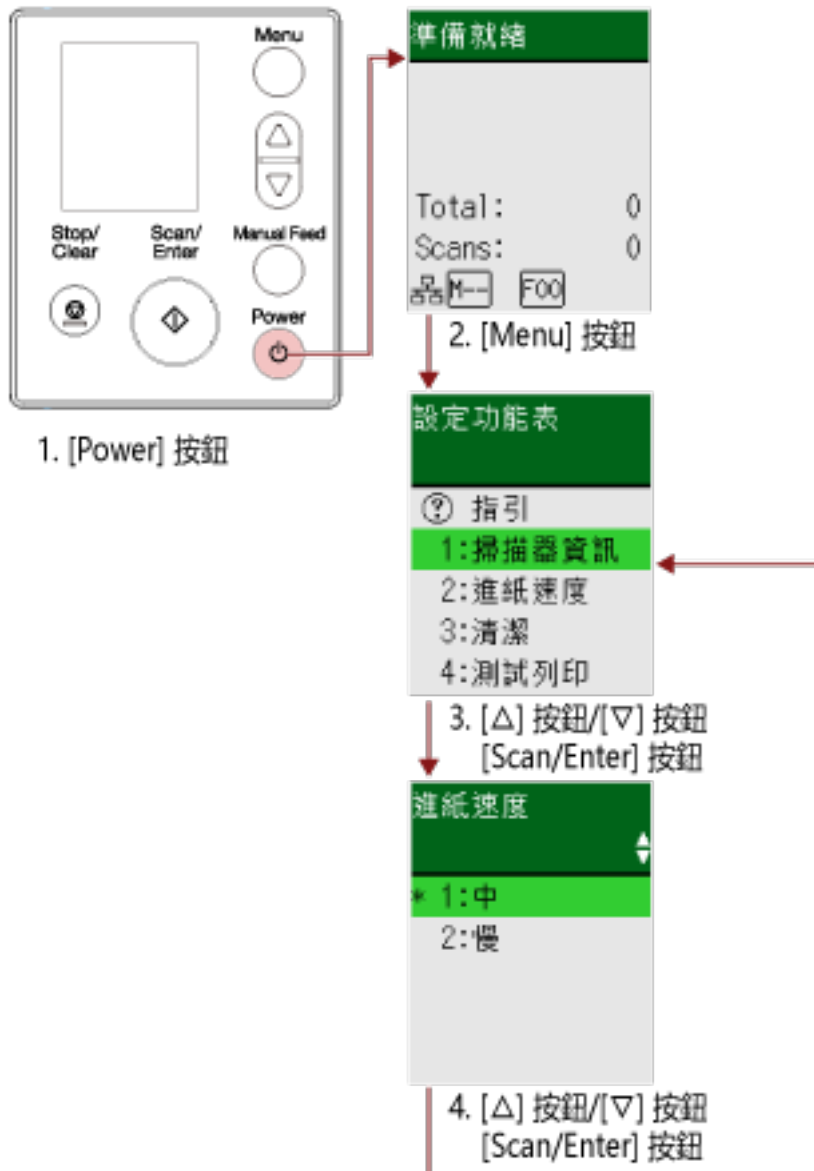 Menu
Stop/
Clear
Scan/
Enter
Manual Feed
Power
1. [Power] 按鈕
準備就緒
Total: 0
Scans: 0
M-- F00
2. [Menu] 按鈕
設定功能表
? 指引
1:掃描器資訊
2:進紙速度
3:清潔
4:測試列印
3. [△] 按鈕/[▽] 按鈕
[Scan/Enter] 按鈕
進紙速度
* 1:中
2:慢
4. [△] 按鈕/[▽] 按鈕
[Scan/Enter] 按鈕